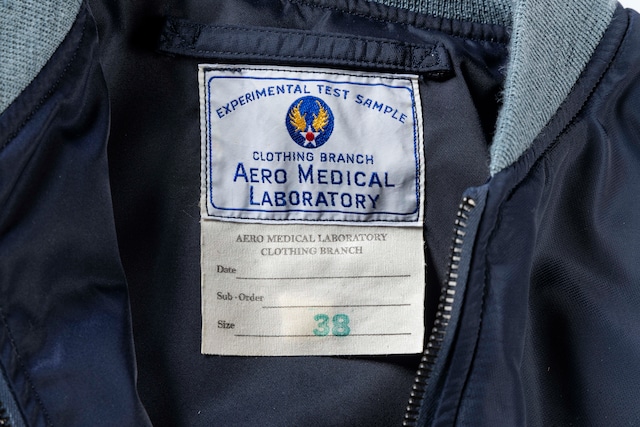 EXPERIMENTAL TEST SAMPLE
CLOTHING BRANCH
AERO MEDICAL
LABORATORY
AERO MEDICAL LABORATORY
CLOTHING BRANCH
Date
Sub-Order
Size 38